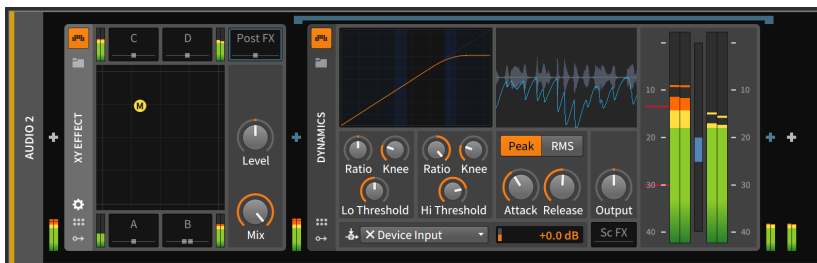 AUDIO 2
XY EFFECT
C
D
Post FX
M
Level
A
B
Mix
DYNAMICS
Ratio Knee
Lo Threshold
Ratio Knee
Hi Threshold
Peak RMS
Attack Release
Output
Device Input
+0.0 dB
Sc FX
10
20
30
40
10
20
30
40